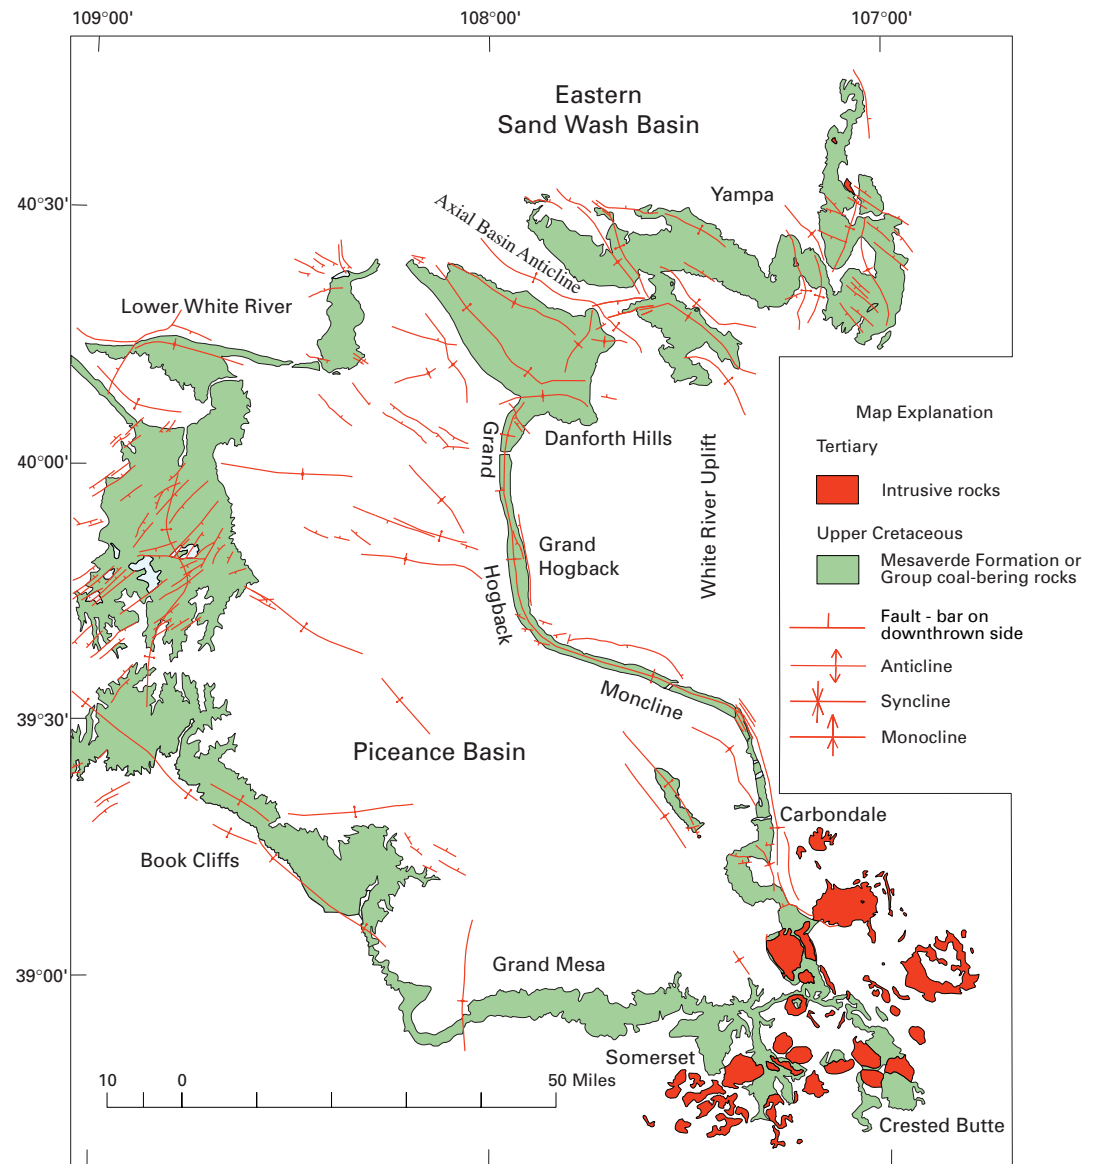 109°00'
108°00'
107°00'
Eastern
Sand Wash Basin
40°30'
Yampa
Axial Basin Anticline
Lower White River
Map Explanation
Tertiary
Intrusive rocks
Upper Cretaceous
Mesaverde Formation or
Group coal-bering rocks
Fault - bar on
downthrown side
Anticline
Syncline
Monocline
Danforth Hills
Grand
Hogback
Moncline
40°00'
White River Uplift
Grand
Hogback
39°30'
Piceance Basin
Carbondale
Book Cliffs
39°00'
Grand Mesa
Somerset
10
0
50 Miles
Crested Butte